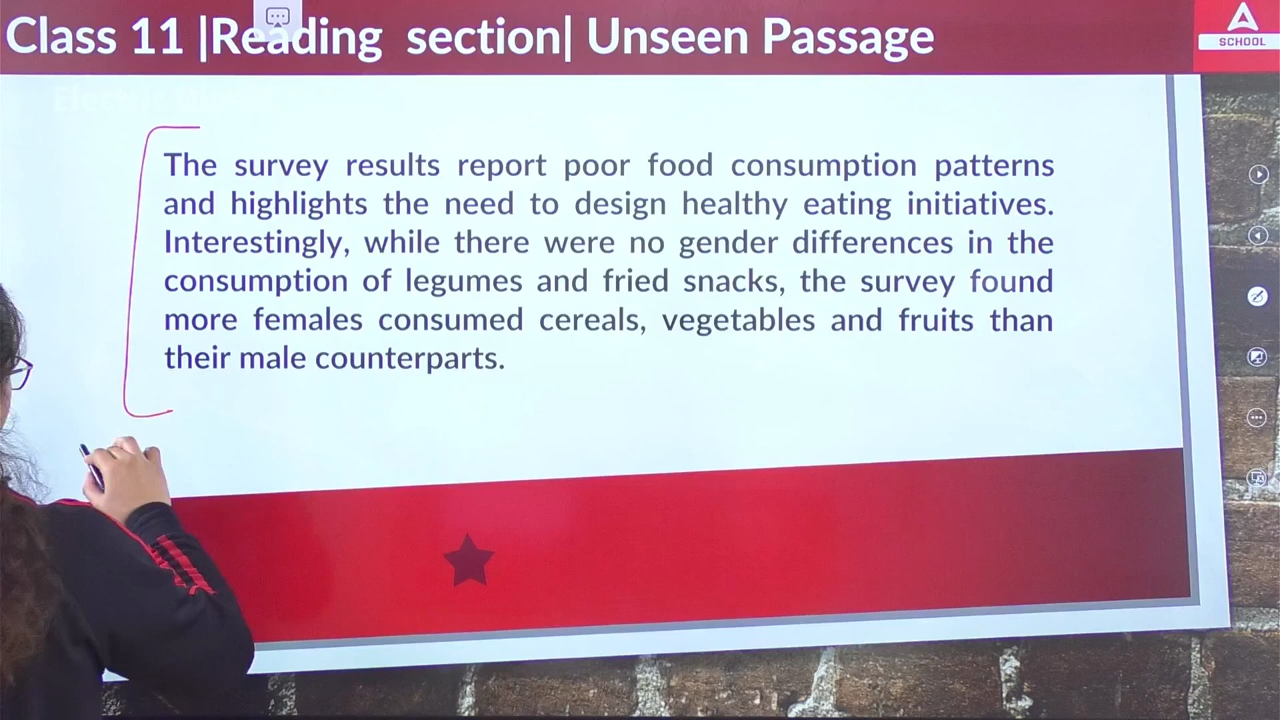 Class 11 |Reading section| Unseen Passage
SCHOOL
The survey results report poor food consumption patterns
and highlights the need to design healthy eating initiatives.
Interestingly, while there were no gender differences in the
consumption of legumes and fried snacks, the survey found
more females consumed cereals, vegetables and fruits than
their male counterparts.